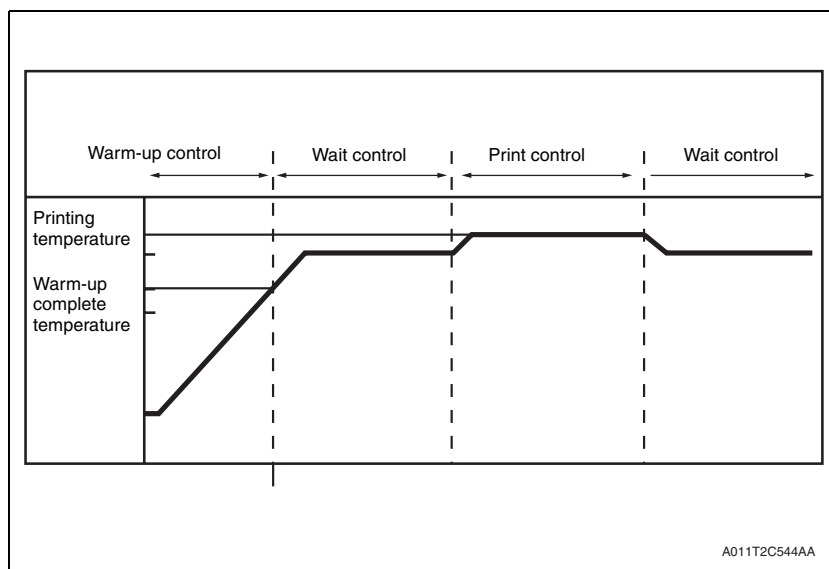 Warm-up control
Wait control
Print control
Wait control
Printing
temperature
Warm-up
complete
temperature
A011T2C544AA